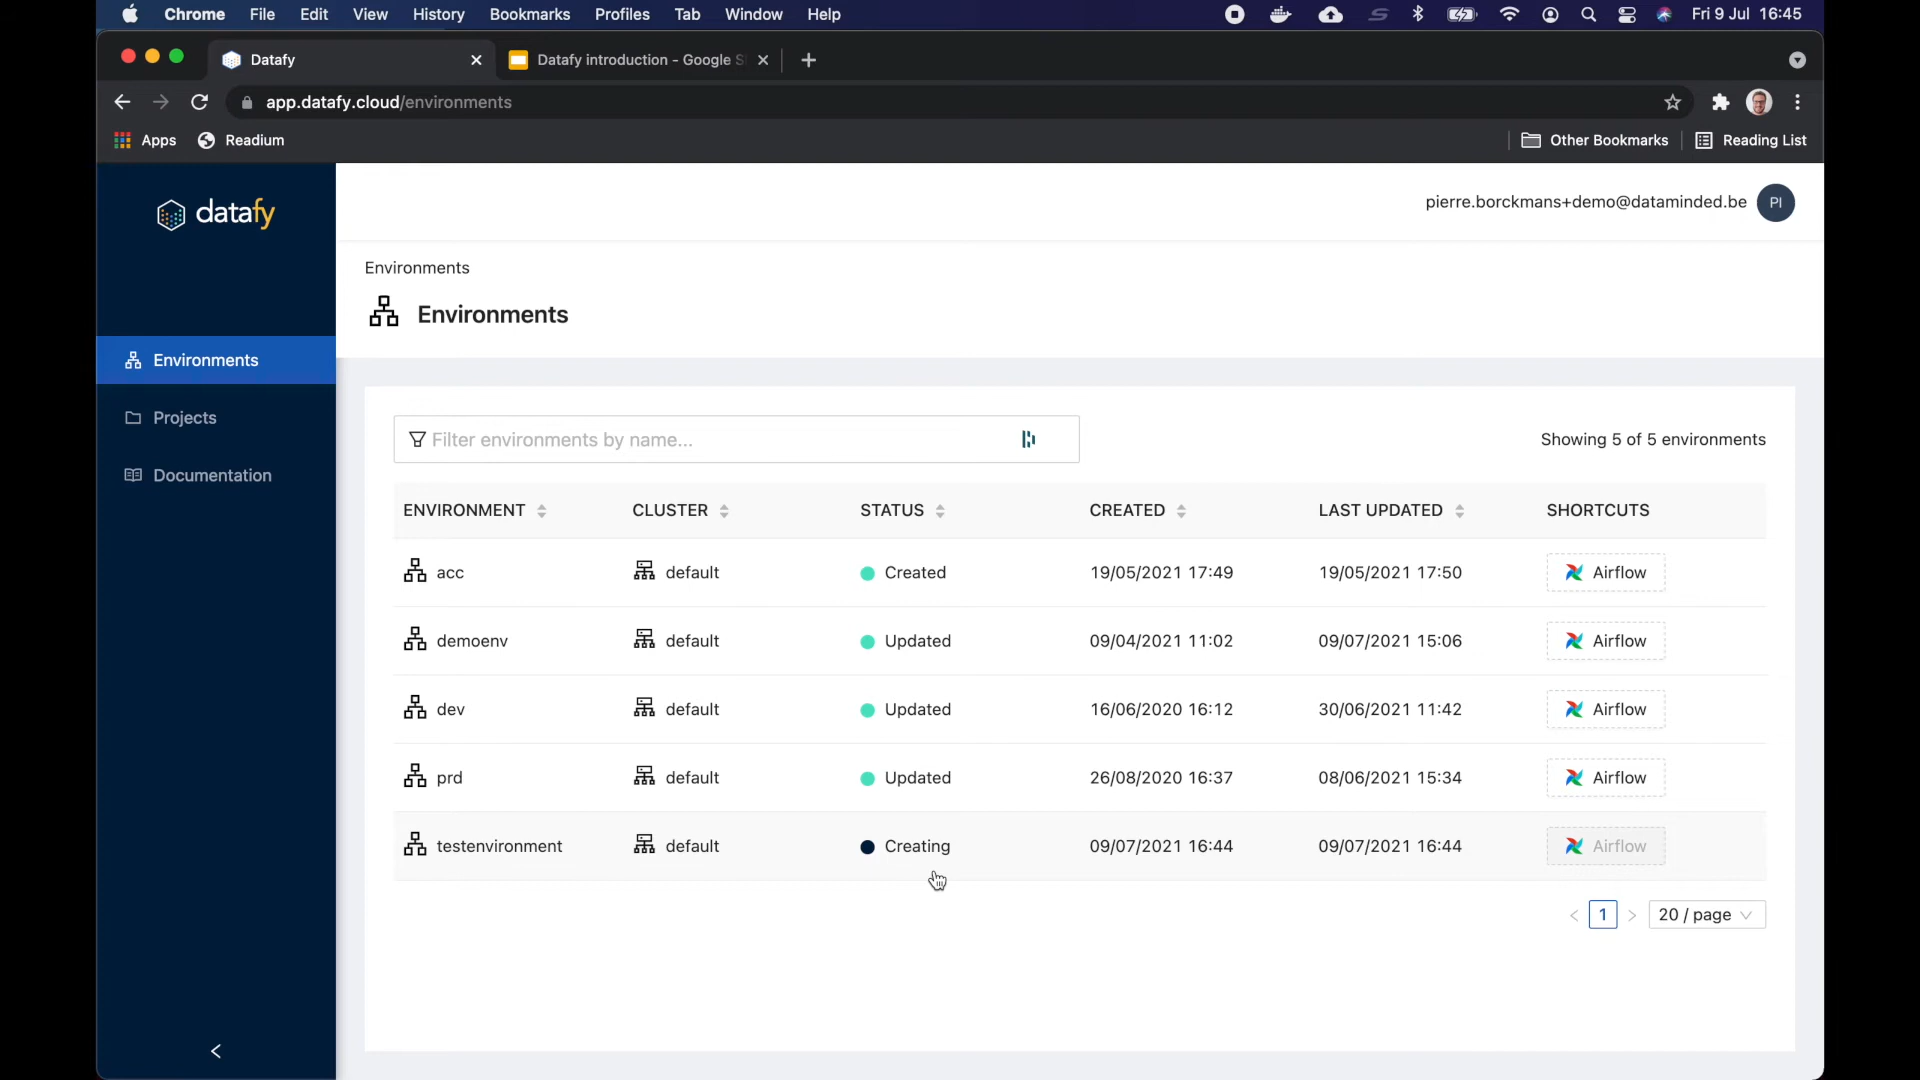 Chrome File Edit View History Bookmarks Profiles Tab Window Help Fri 9 Jul 16:45
Datafy Datafy introduction - Google S
app.datafy.cloud/environments
Apps Readium Other Bookmarks Reading List
datafy
pierre.borckmans+demo@dataminded.be PI
Environments
Environments
Environments
Projects
Documentation
Filter environments by name... Showing 5 of 5 environments
ENVIRONMENT CLUSTER STATUS CREATED LAST UPDATED SHORTCUTS
acc default Created 19/05/2021 17:49 19/05/2021 17:50 Airflow
demoenv default Updated 09/04/2021 11:02 09/07/2021 15:06 Airflow
dev default Updated 16/06/2020 16:12 30/06/2021 11:42 Airflow
prd default Updated 26/08/2020 16:37 08/06/2021 15:34 Airflow
testenvironment default Creating 09/07/2021 16:44 09/07/2021 16:44 Airflow
< 1 > 20 / page
<